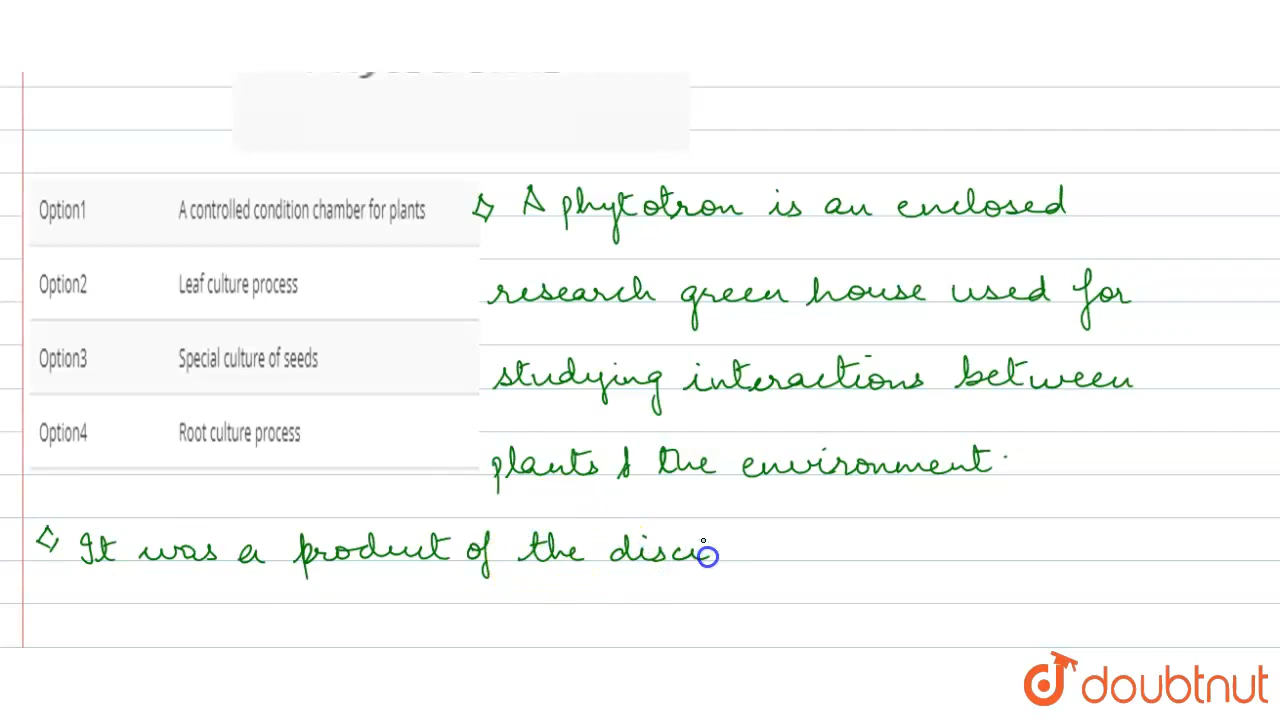 Option1 A controlled condition chamber for plants
Option2 Leaf culture process
Option3 Special culture of seeds
Option4 Root culture process
A phytotron is an enclosed
research green house used for
studying interactions between
plants & the environment.
It was a product of the
doubtnut